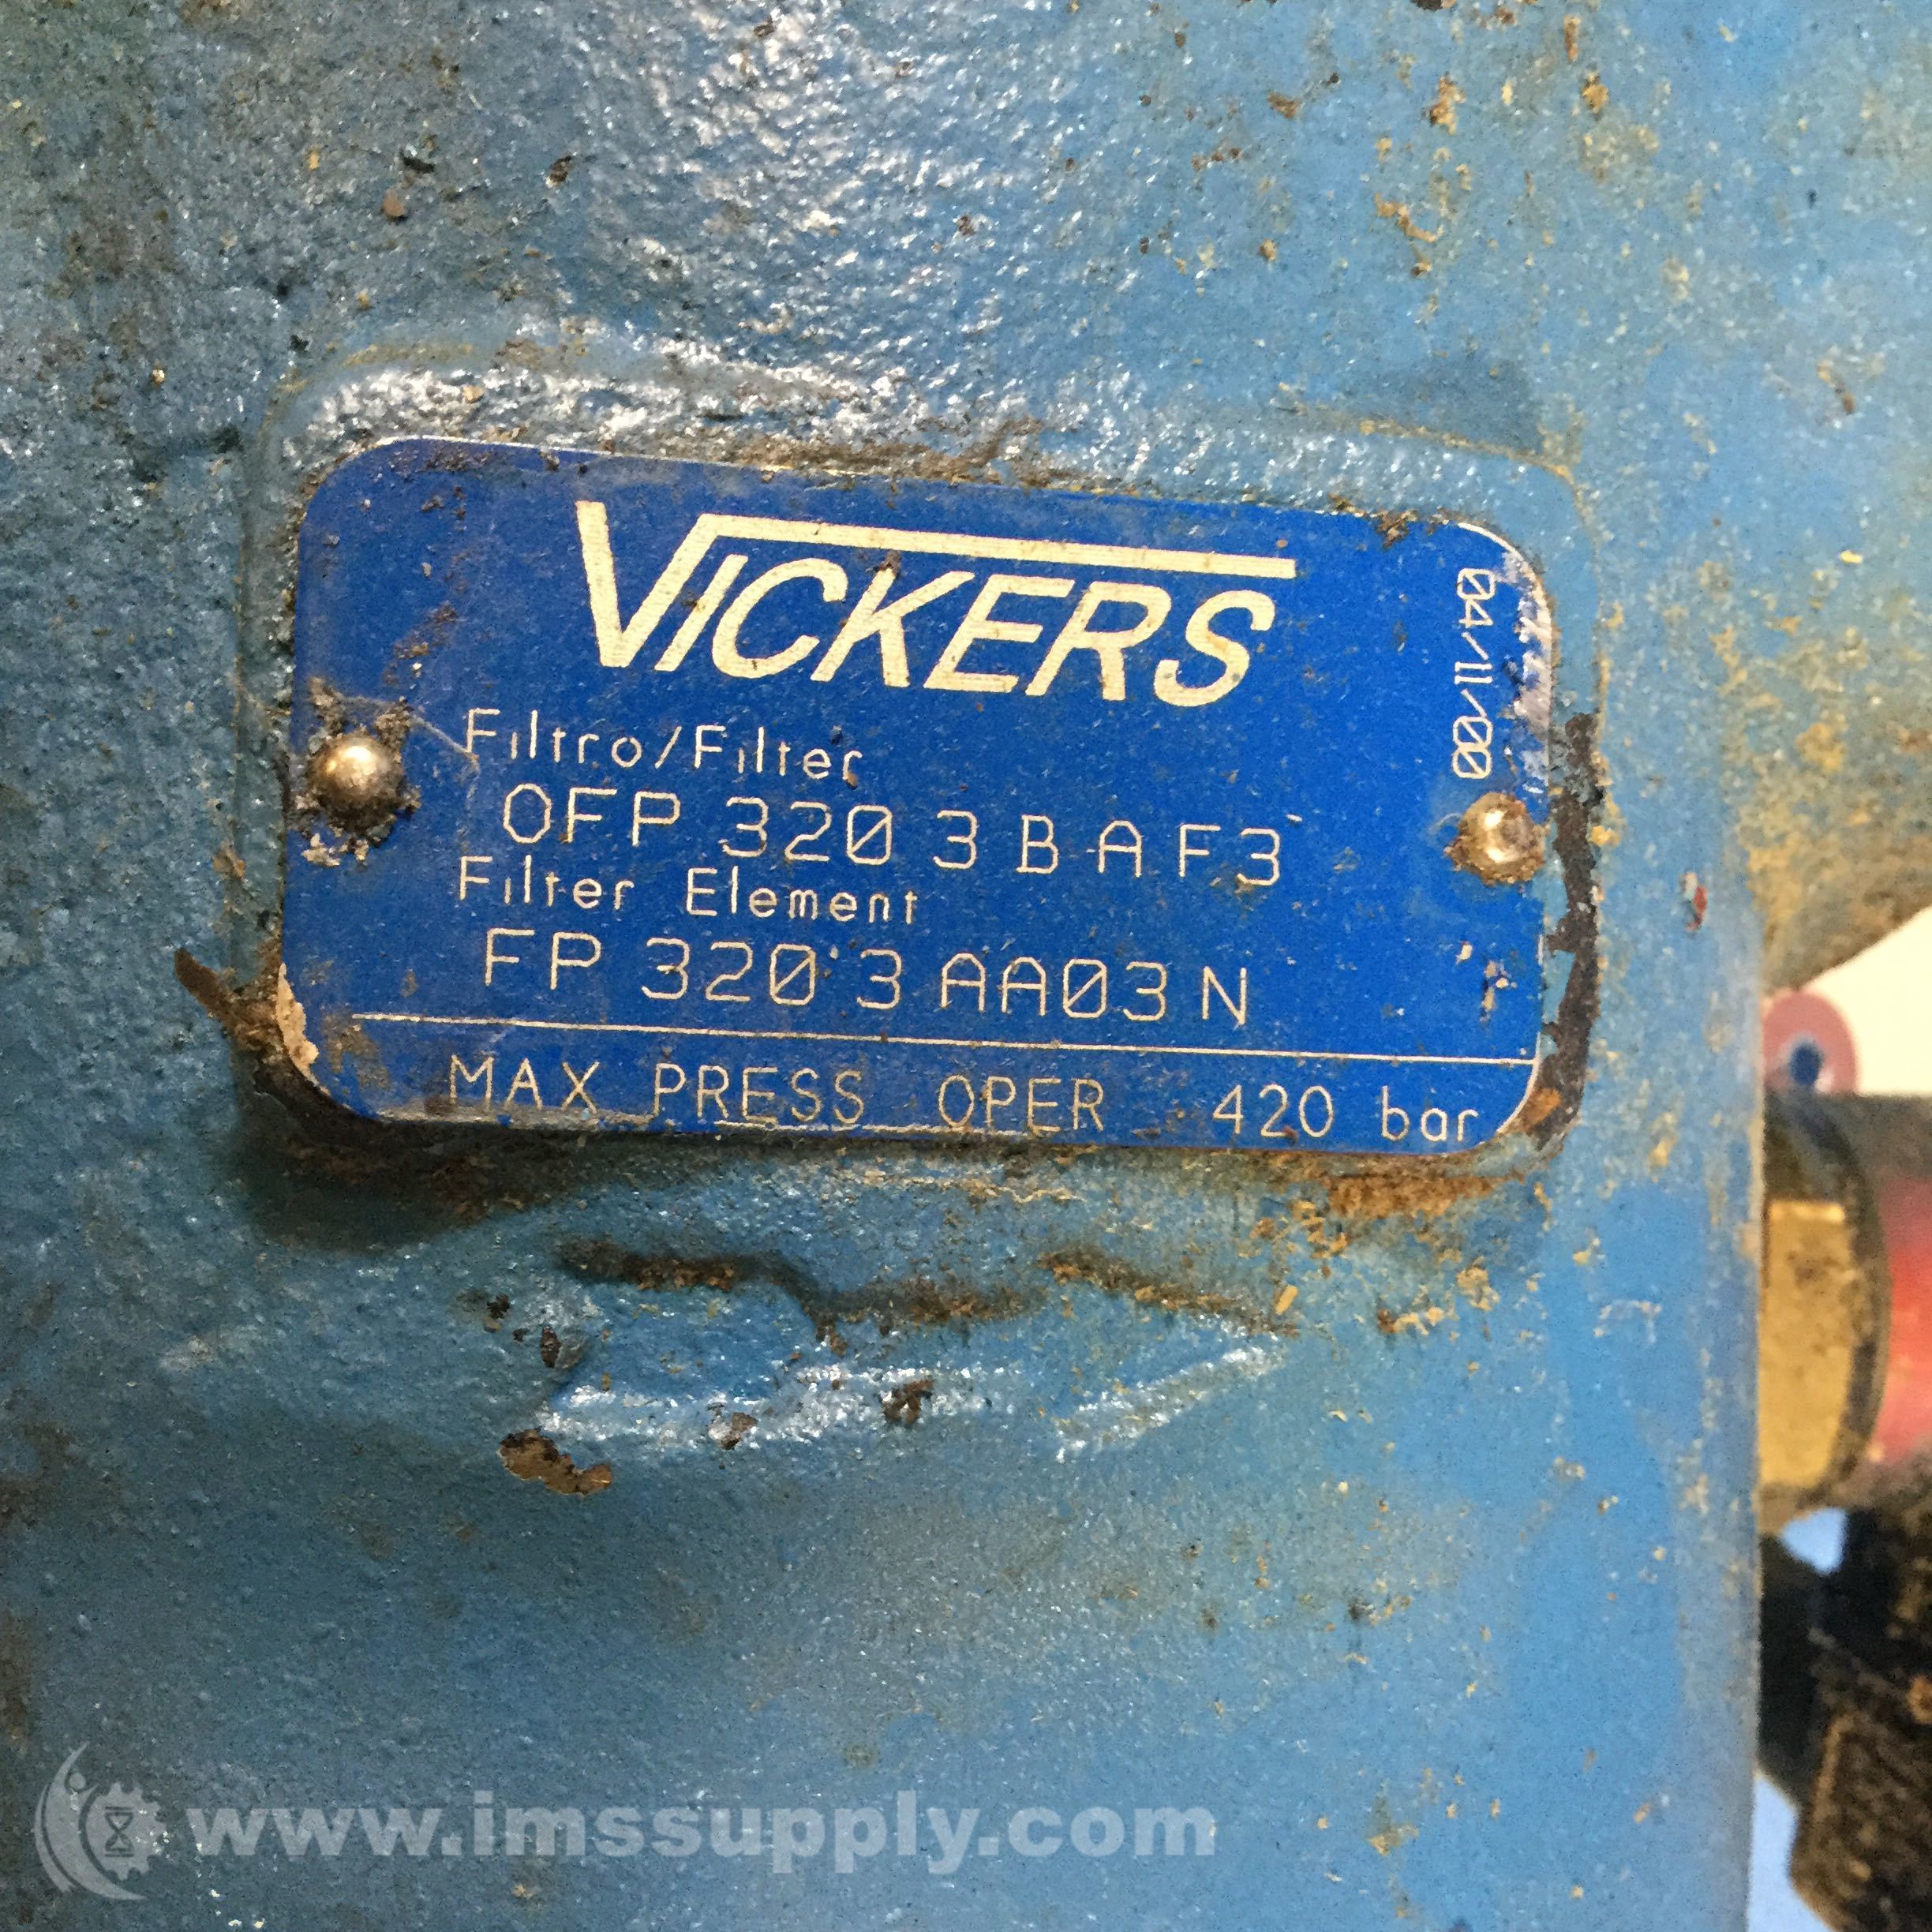 VICKERS
04/11/00
Filtro/Filter
OFP 320 3 B A F3
Filter Element
FP 320 3 AA03 N
MAX PRESS OPER 420 bar
www.imssupply.com